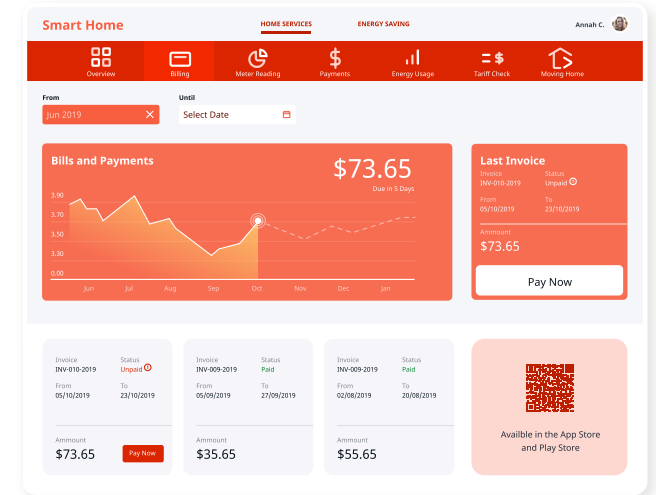 Smart Home
HOME SERVICES
ENERGY SAVING
Annah C.
Overview
Billing
Meter Reading
Payments
Energy Usage
Tariff Check
Moving Home
From
Until
Jun 2019
Select Date
Bills and Payments
$73.65
Due in 5 Days
3.90
3.70
3.50
3.30
0.00
Jun
Jul
Aug
Sep
Oct
Nov
Dec
Jan
Last Invoice
Invoice
Status
INV-010-2019
Unpaid
From
To
05/10/2019
23/10/2019
Ammount
$73.65
Pay Now
Invoice
Status
INV-010-2019
Unpaid
From
To
05/10/2019
23/10/2019
Ammount
$73.65
Pay Now
Invoice
Status
INV-009-2019
Paid
From
To
05/09/2019
27/09/2019
Ammount
$35.65
Invoice
Status
INV-009-2019
Paid
From
To
02/08/2019
20/08/2019
Ammount
$55.65
Availble in the App Store
and Play Store